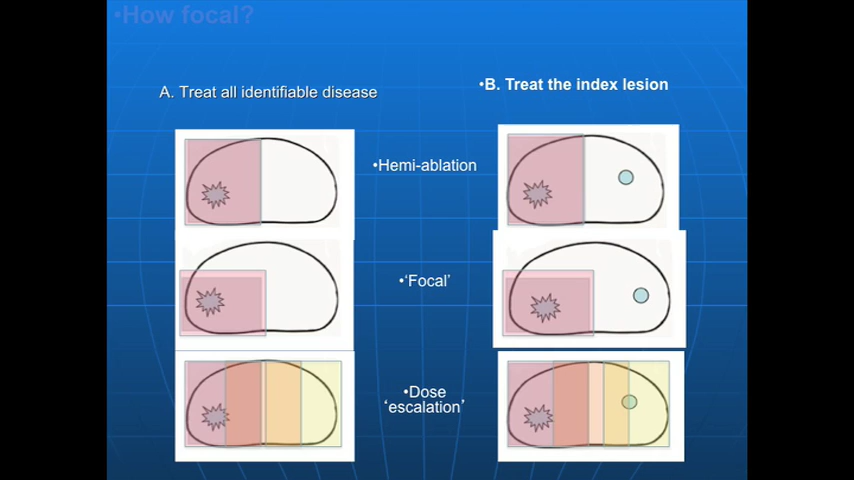 •How focal?
A. Treat all identifiable disease
•B. Treat the index lesion
•Hemi-ablation
•‘Focal’
•Dose
‘escalation’